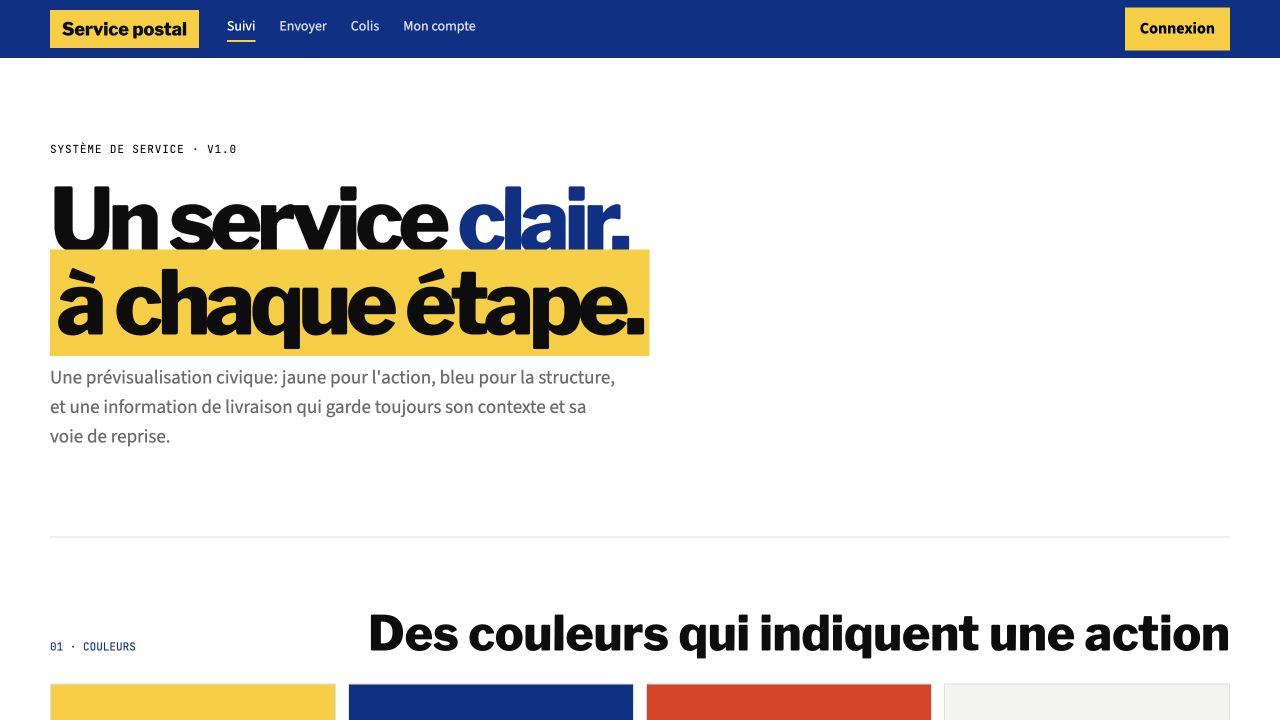 Service postal
Suivi
Envoyer
Colis
Mon compte
Connexion
SYSTÈME DE SERVICE · V1.0
Un service clair.
à chaque étape.
Une prévisualisation civique: jaune pour l'action, bleu pour la structure,
et une information de livraison qui garde toujours son contexte et sa
voie de reprise.
01 · COULEURS
Des couleurs qui indiquent une action